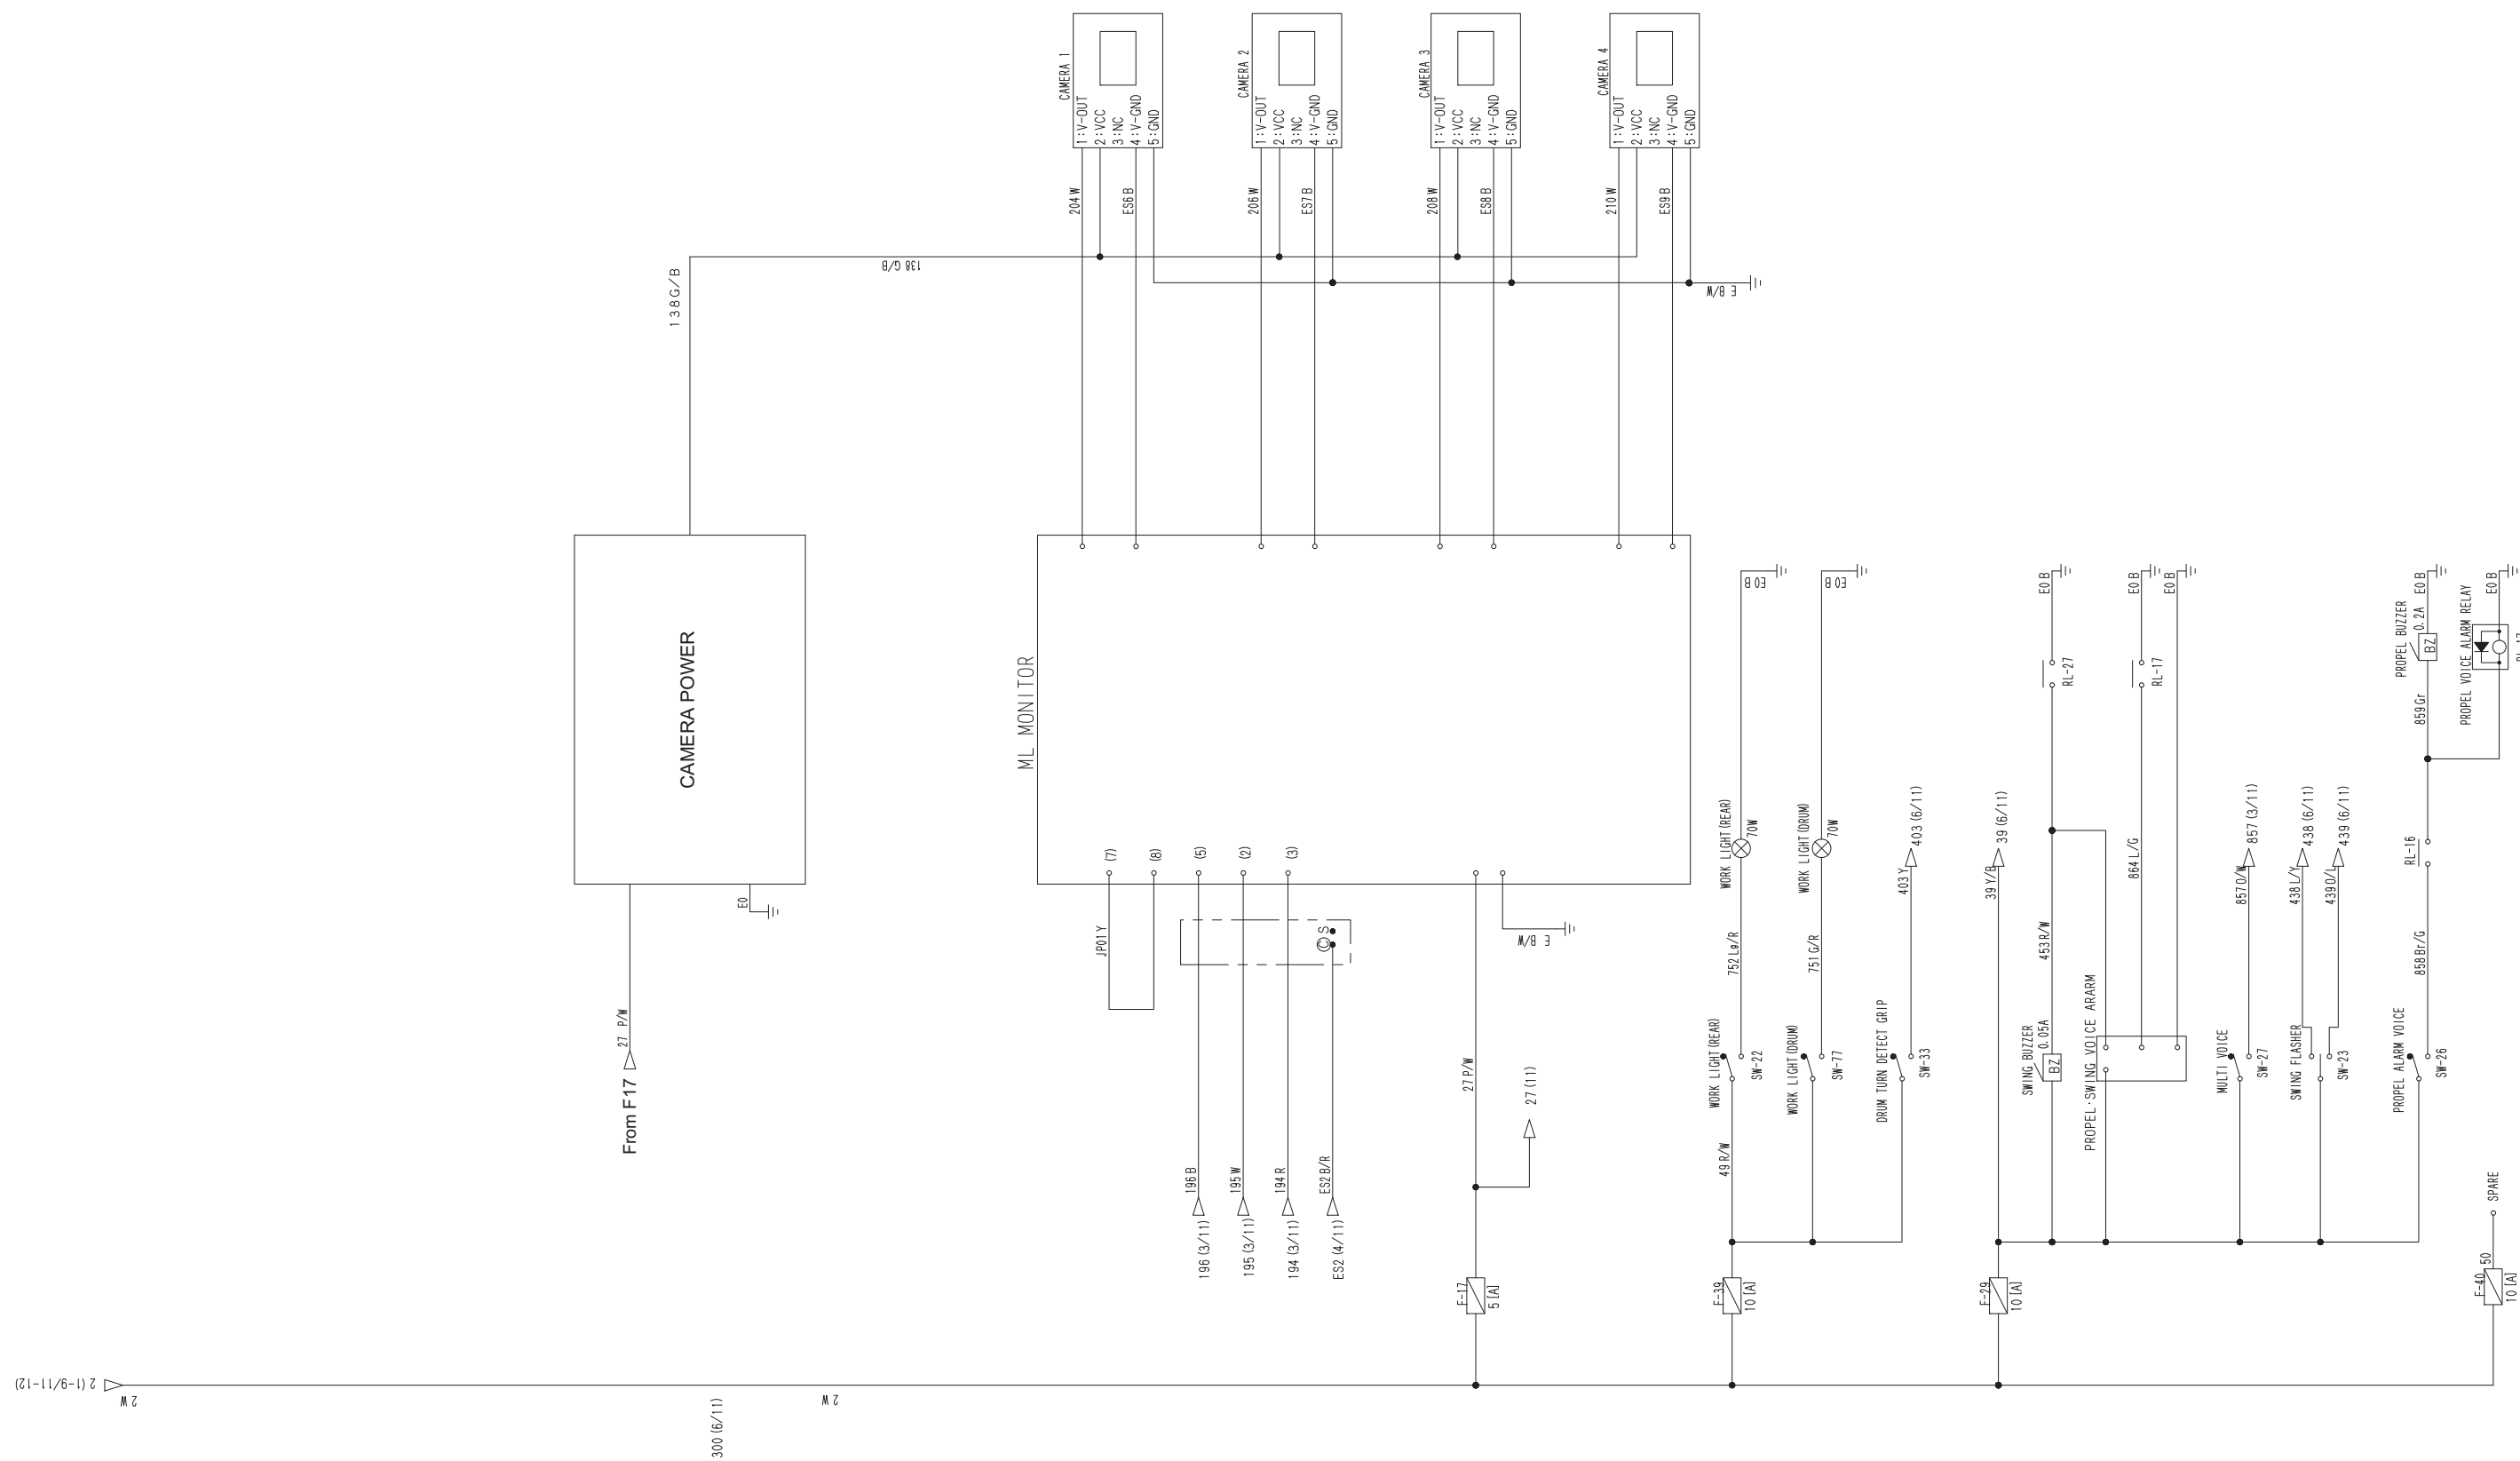 CAMERA 1
1:V-OUT
2:VCC
3:NC
4:V-GND
5:GND
CAMERA 2
1:V-OUT
2:VCC
3:NC
4:V-GND
5:GND
CAMERA 3
1:V-OUT
2:VCC
3:NC
4:V-GND
5:GND
CAMERA 4
1:V-OUT
2:VCC
3:NC
4:V-GND
5:GND
204 W
ES6 B
206 W
ES7 B
208 W
ES8 B
210 W
ES9 B
138 G/B
138 G/B
E B/W
CAMERA POWER
E0
27 P/W
From F17
ML MONITOR
(7)
(8)
(5)
(2)
(3)
JP01 Y
C S
E B/W
196 B
195 W
194 R
ES2 B/R
196 (3/11)
195 (3/11)
194 (3/11)
ES2 (4/11)
27 P/W
27 (11)
F-17
5 [A]
E0 B
WORK LIGHT (REAR)
70W
752 Lg/R
WORK LIGHT (REAR)
SW-22
49 R/W
F-39
10 [A]
E0 B
WORK LIGHT (DRUM)
70W
751 G/R
WORK LIGHT (DRUM)
SW-77
403 (6/11)
403 Y
DRUM TURN DETECT GRIP
SW-33
39 (6/11)
39 Y/B
F-29
10 [A]
E0 B
RL-27
453 R/W
SWING BUZZER
0.05A
BZ
E0 B
E0 B
RL-17
864 L/G
PROPEL·SWING VOICE ARARM
857 (3/11)
857 O/W
MULTI VOICE
SW-27
438 (6/11)
439 (6/11)
438 L/Y
439 O/L
SWING FLASHER
SW-23
E0 B
PROPEL BUZZER
0.2A
BZ
859 Gr
E0 B
PROPEL VOICE ALARM RELAY
RL-16
858 Br/G
PROPEL ALARM VOICE
SW-26
SPARE
50
F-40
10 [A]
2 (1-9/11-12)
2 W
2 W
300 (6/11)